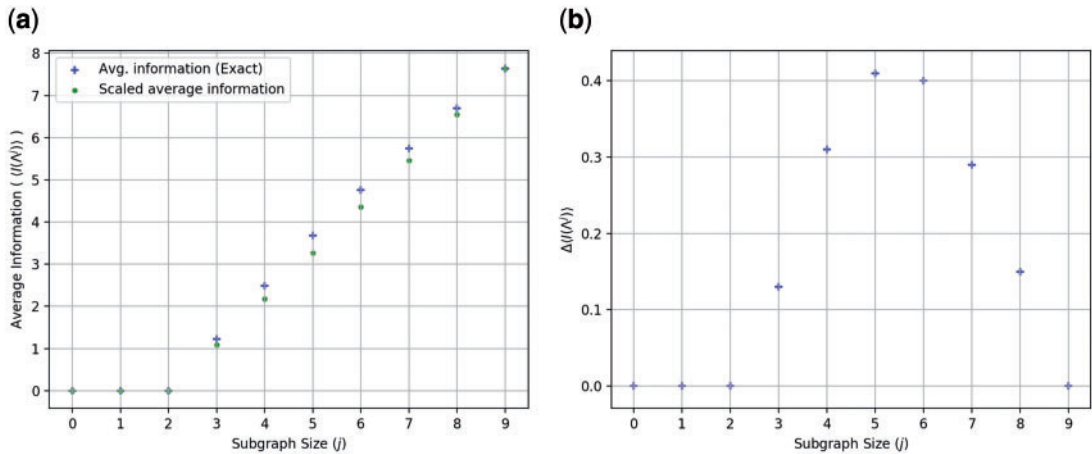 (a)
8
7
6
5
4
3
2
1
0
Average Information ( ⟨I(Λʲ)⟩ )
Avg. information (Exact)
Scaled average information
0 1 2 3 4 5 6 7 8 9
Subgraph Size (j)
(b)
0.4
0.3
0.2
0.1
0.0
Δ⟨I(Λʲ)⟩
0 1 2 3 4 5 6 7 8 9
Subgraph Size (j)